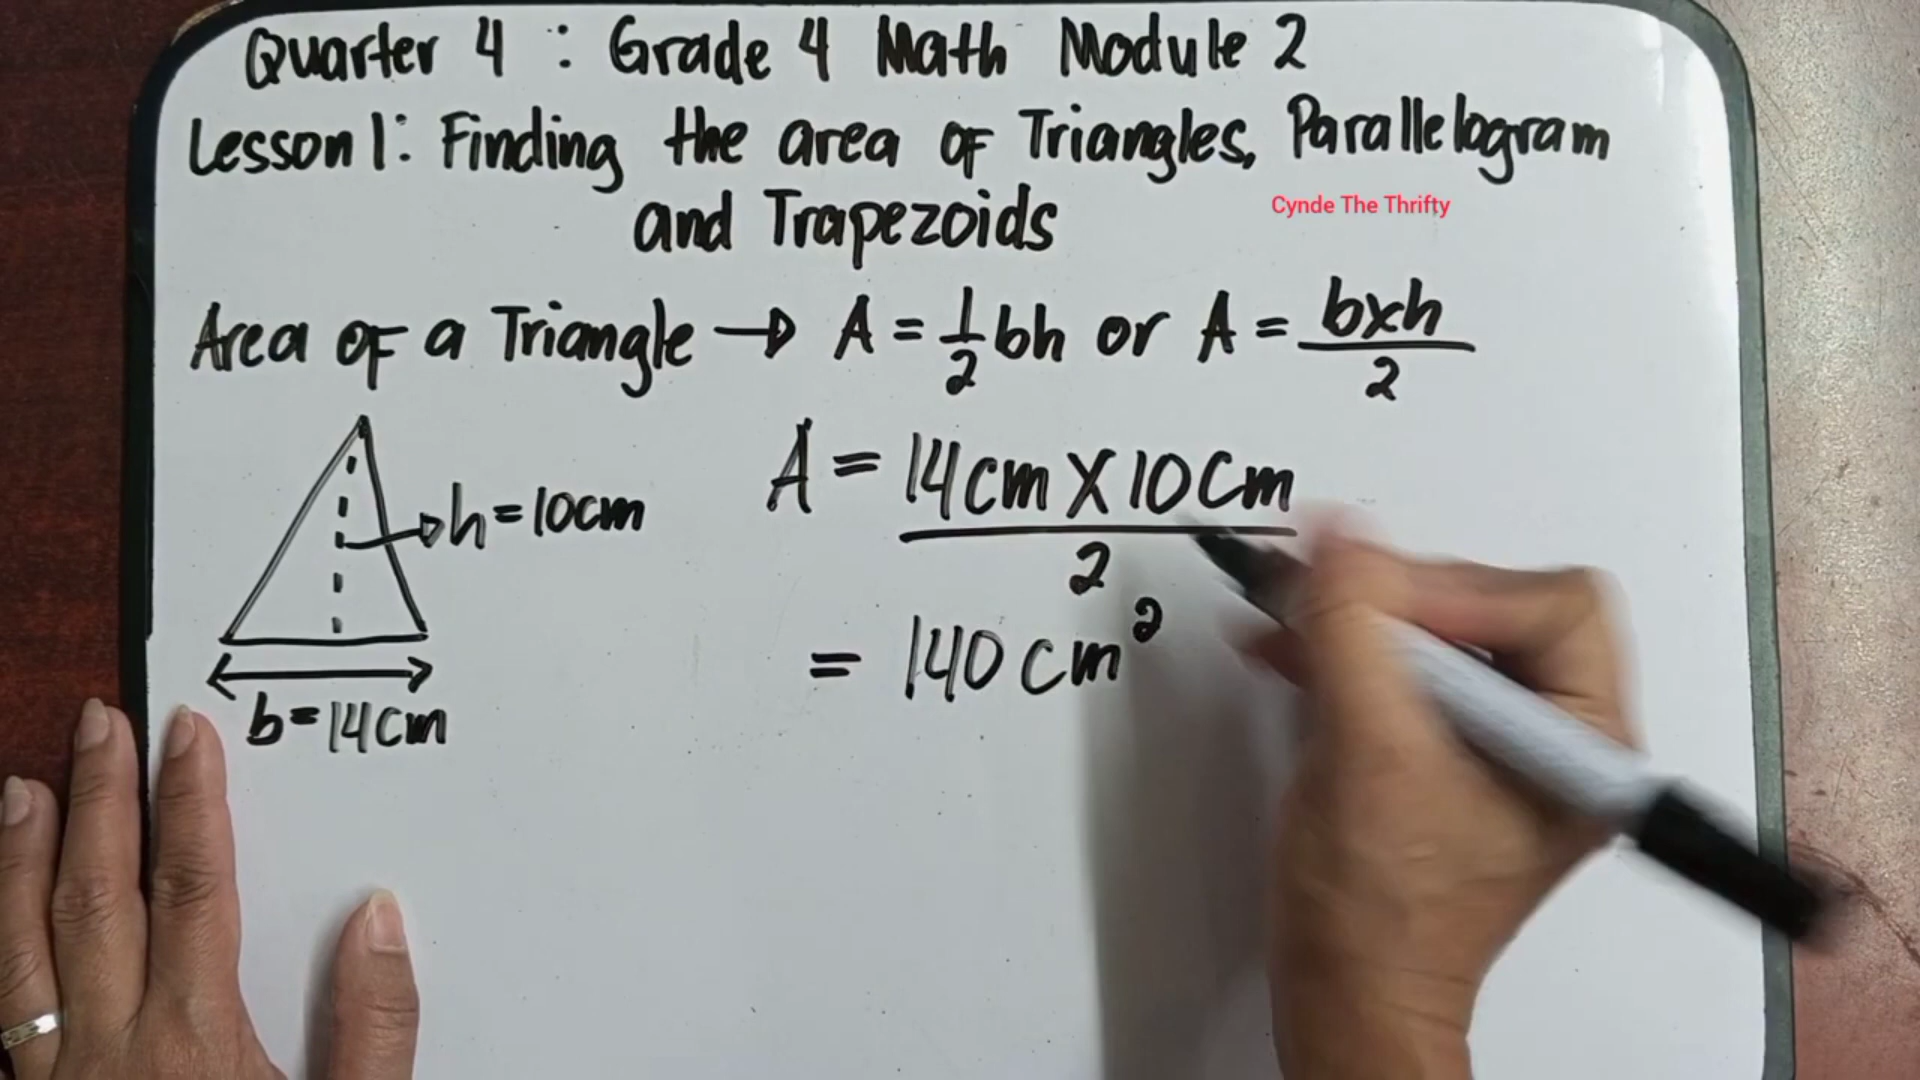 Quarter 4 : Grade 4 Math Module 2
Lesson 1: Finding the area of Triangles, Parallelogram
and Trapezoids
Cynde The Thrifty
Area of a Triangle → A = 1/2 bh or A = bxh/2
h = 10cm
b = 14cm
A = 14cm X 10cm
2
= 140 cm²